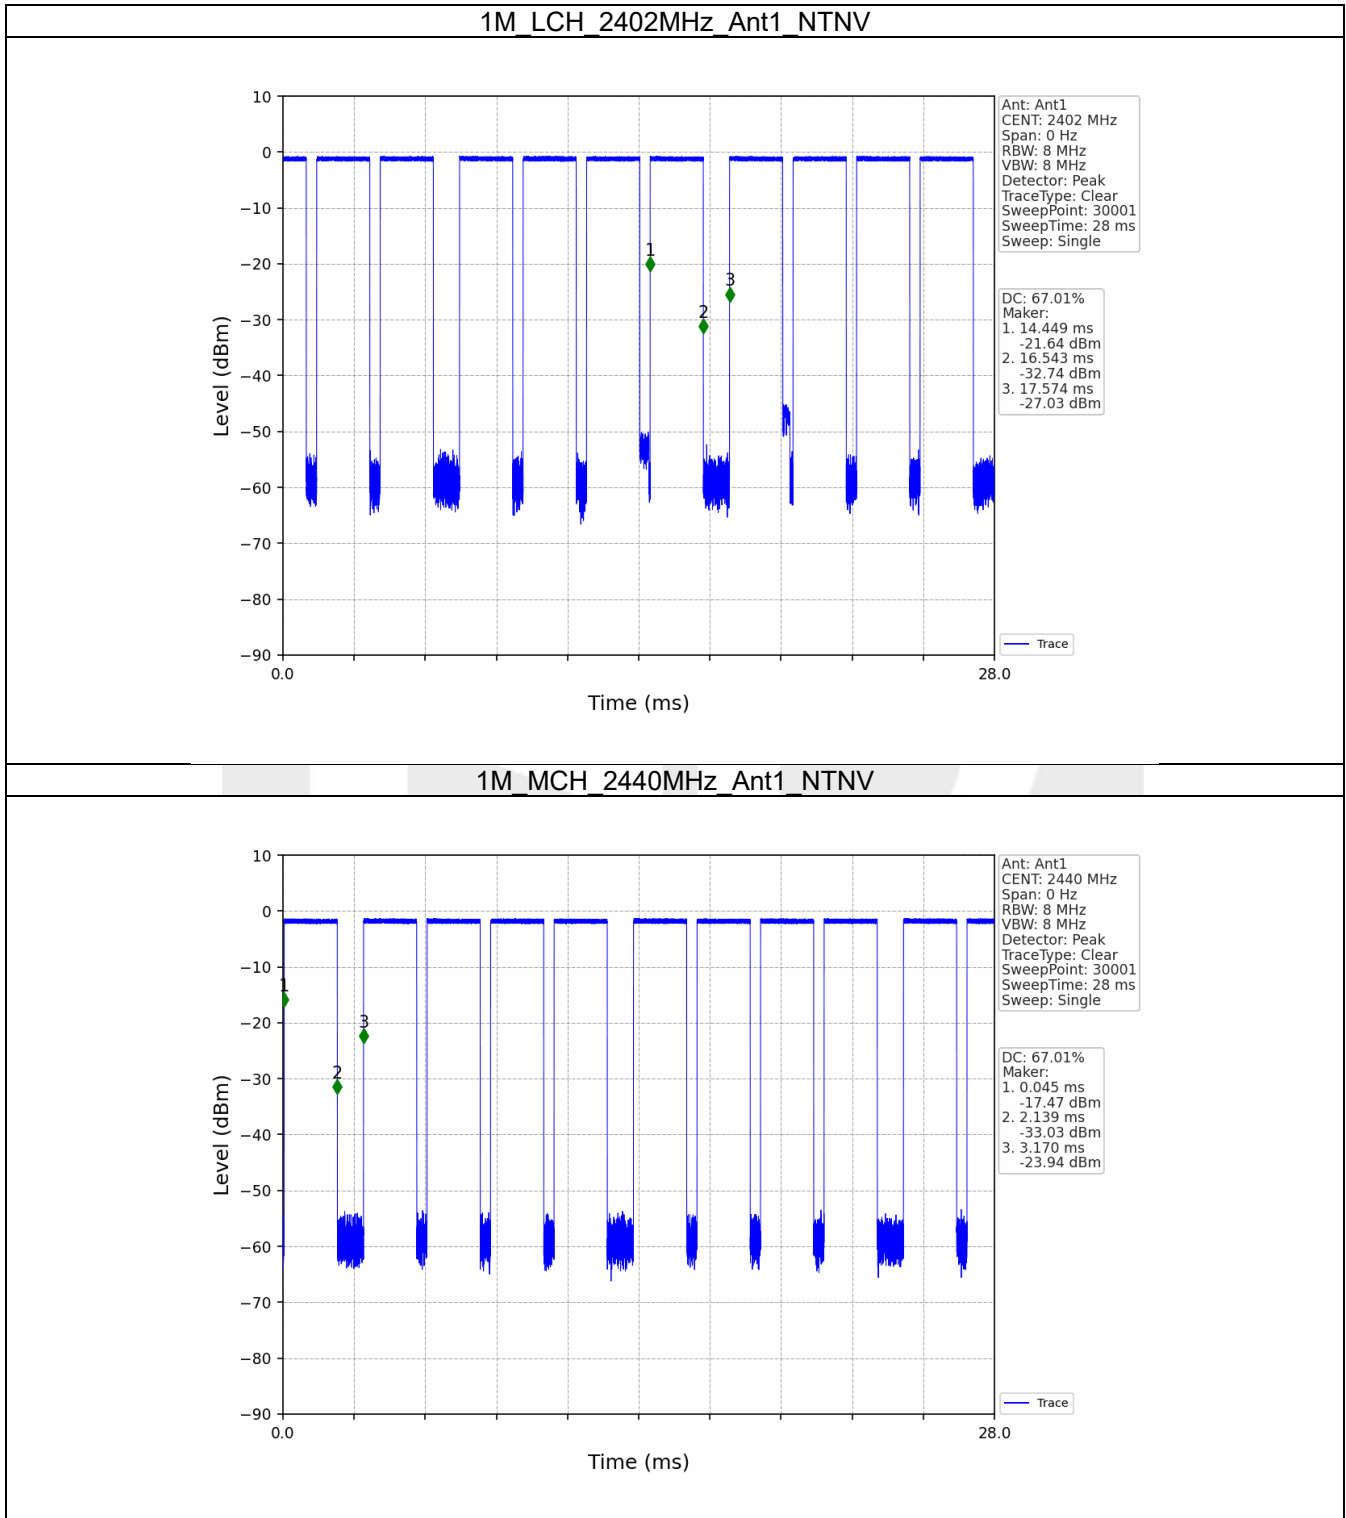 1M_LCH_2402MHz_Ant1_NTNV
10
0
−10
−20
−30
−40
−50
−60
−70
−80
−90
Level (dBm)
1
2
3
0.0
28.0
Time (ms)
Ant: Ant1
CENT: 2402 MHz
Span: 0 Hz
RBW: 8 MHz
VBW: 8 MHz
Detector: Peak
TraceType: Clear
SweepPoint: 30001
SweepTime: 28 ms
Sweep: Single
DC: 67.01%
Maker:
1. 14.449 ms
-21.64 dBm
2. 16.543 ms
-32.74 dBm
3. 17.574 ms
-27.03 dBm
Trace
1M_MCH_2440MHz_Ant1_NTNV
10
0
−10
−20
−30
−40
−50
−60
−70
−80
−90
Level (dBm)
1
2
3
0.0
28.0
Time (ms)
Ant: Ant1
CENT: 2440 MHz
Span: 0 Hz
RBW: 8 MHz
VBW: 8 MHz
Detector: Peak
TraceType: Clear
SweepPoint: 30001
SweepTime: 28 ms
Sweep: Single
DC: 67.01%
Maker:
1. 0.045 ms
-17.47 dBm
2. 2.139 ms
-33.03 dBm
3. 3.170 ms
-23.94 dBm
Trace